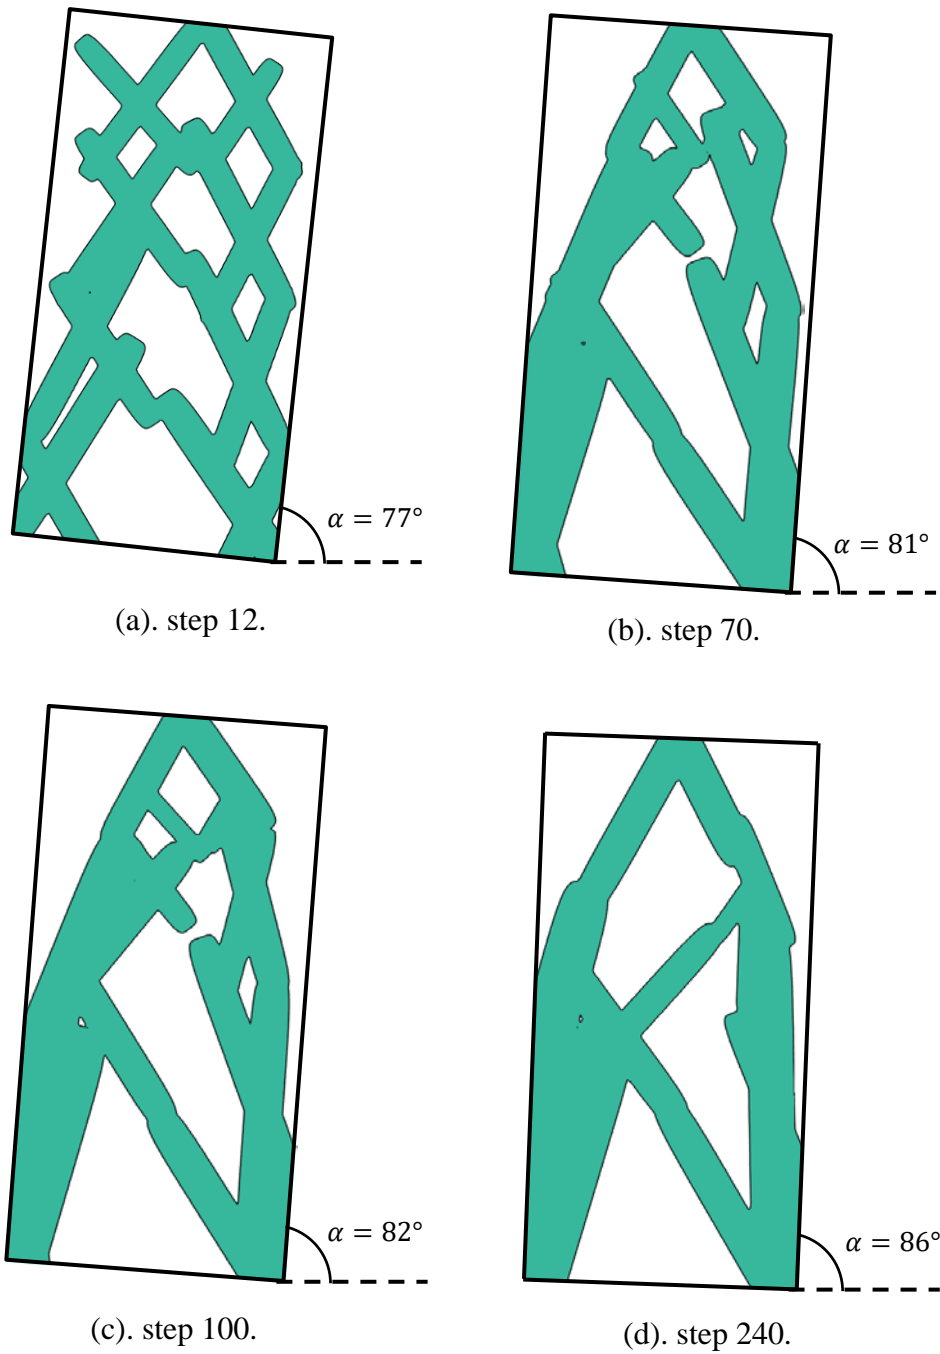 α = 77°
(a). step 12.
α = 81°
(b). step 70.
α = 82°
(c). step 100.
α = 86°
(d). step 240.